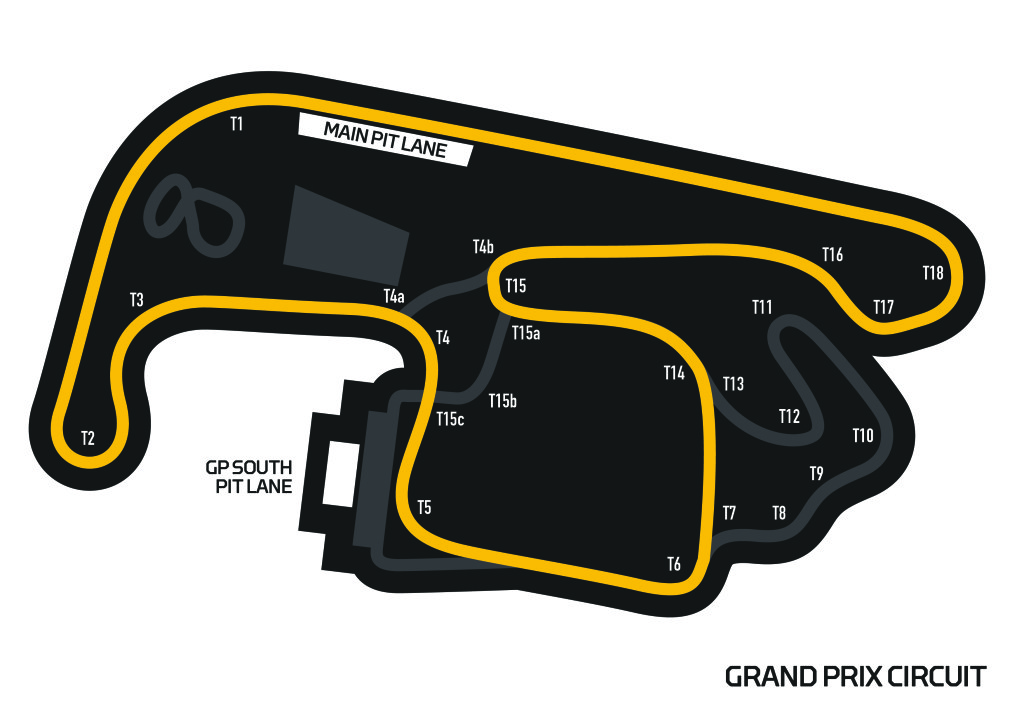 T1
MAIN PIT LANE
T4b
T16
T18
T15
T3
T4a
T11
T17
T4
T15a
T14
T13
T15b
T12
T15c
T2
T10
GP SOUTH
PIT LANE
T9
T5
T7
T8
T6
GRAND PRIX CIRCUIT